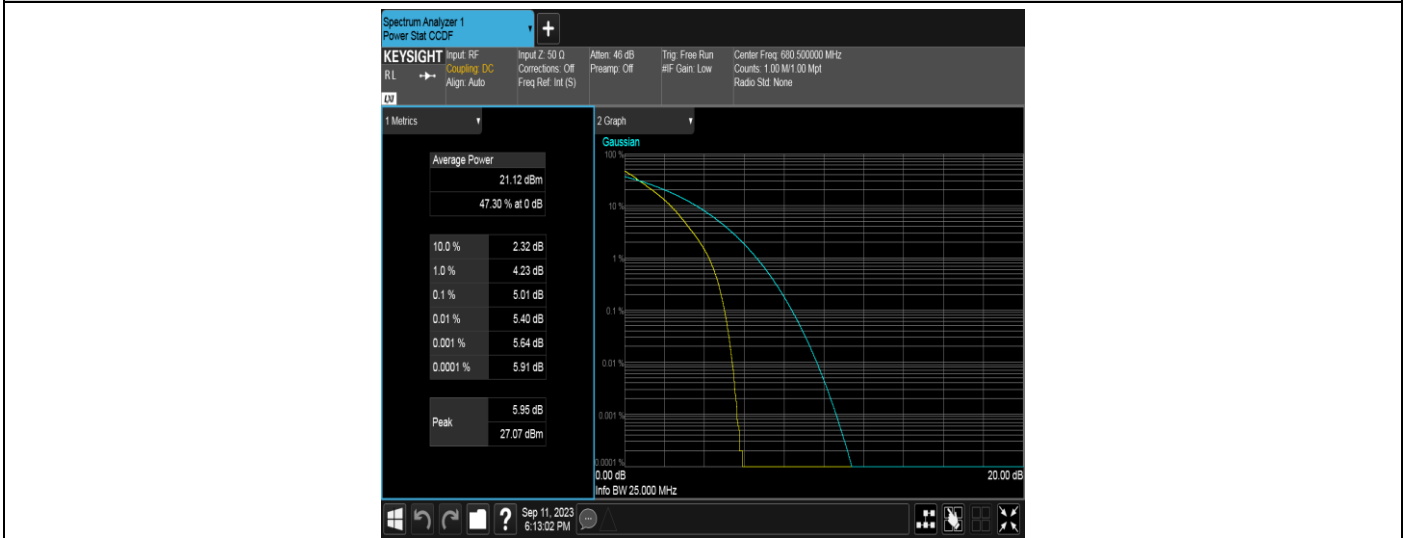 Spectrum Analyzer 1
Power Stat CCDF
+
KEYSIGHT
RL
LXI
Input: RF
Coupling: DC
Align: Auto
Input Z: 50 Ω
Corrections: Off
Freq Ref: Int (S)
Atten: 46 dB
Preamp: Off
Trig: Free Run
#IF Gain: Low
Center Freq: 680.500000 MHz
Counts: 1.00 M/1.00 Mpt
Radio Std: None
1 Metrics
Average Power
21.12 dBm
47.30 % at 0 dB
10.0 % 2.32 dB
1.0 % 4.23 dB
0.1 % 5.01 dB
0.01 % 5.40 dB
0.001 % 5.64 dB
0.0001 % 5.91 dB
Peak
5.95 dB
27.07 dBm
2 Graph
Gaussian
100 %
10 %
1 %
0.1 %
0.01 %
0.001 %
0.0001 %
0.00 dB 20.00 dB
Info BW 25.000 MHz
?
Sep 11, 2023
6:13:02 PM